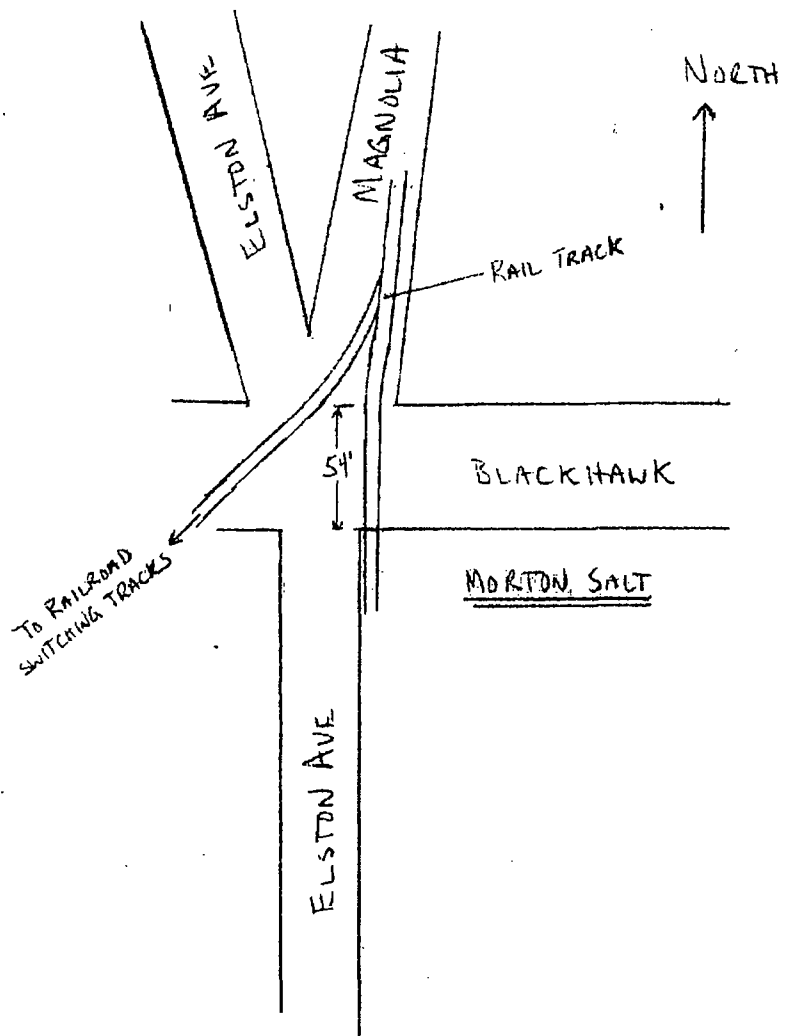 ELSTON AVE
MAGNOLIA
NORTH
RAIL TRACK
54'
BLACKHAWK
MORTON SALT
TO RAILROAD
SWITCHING TRACKS
ELSTON AVE